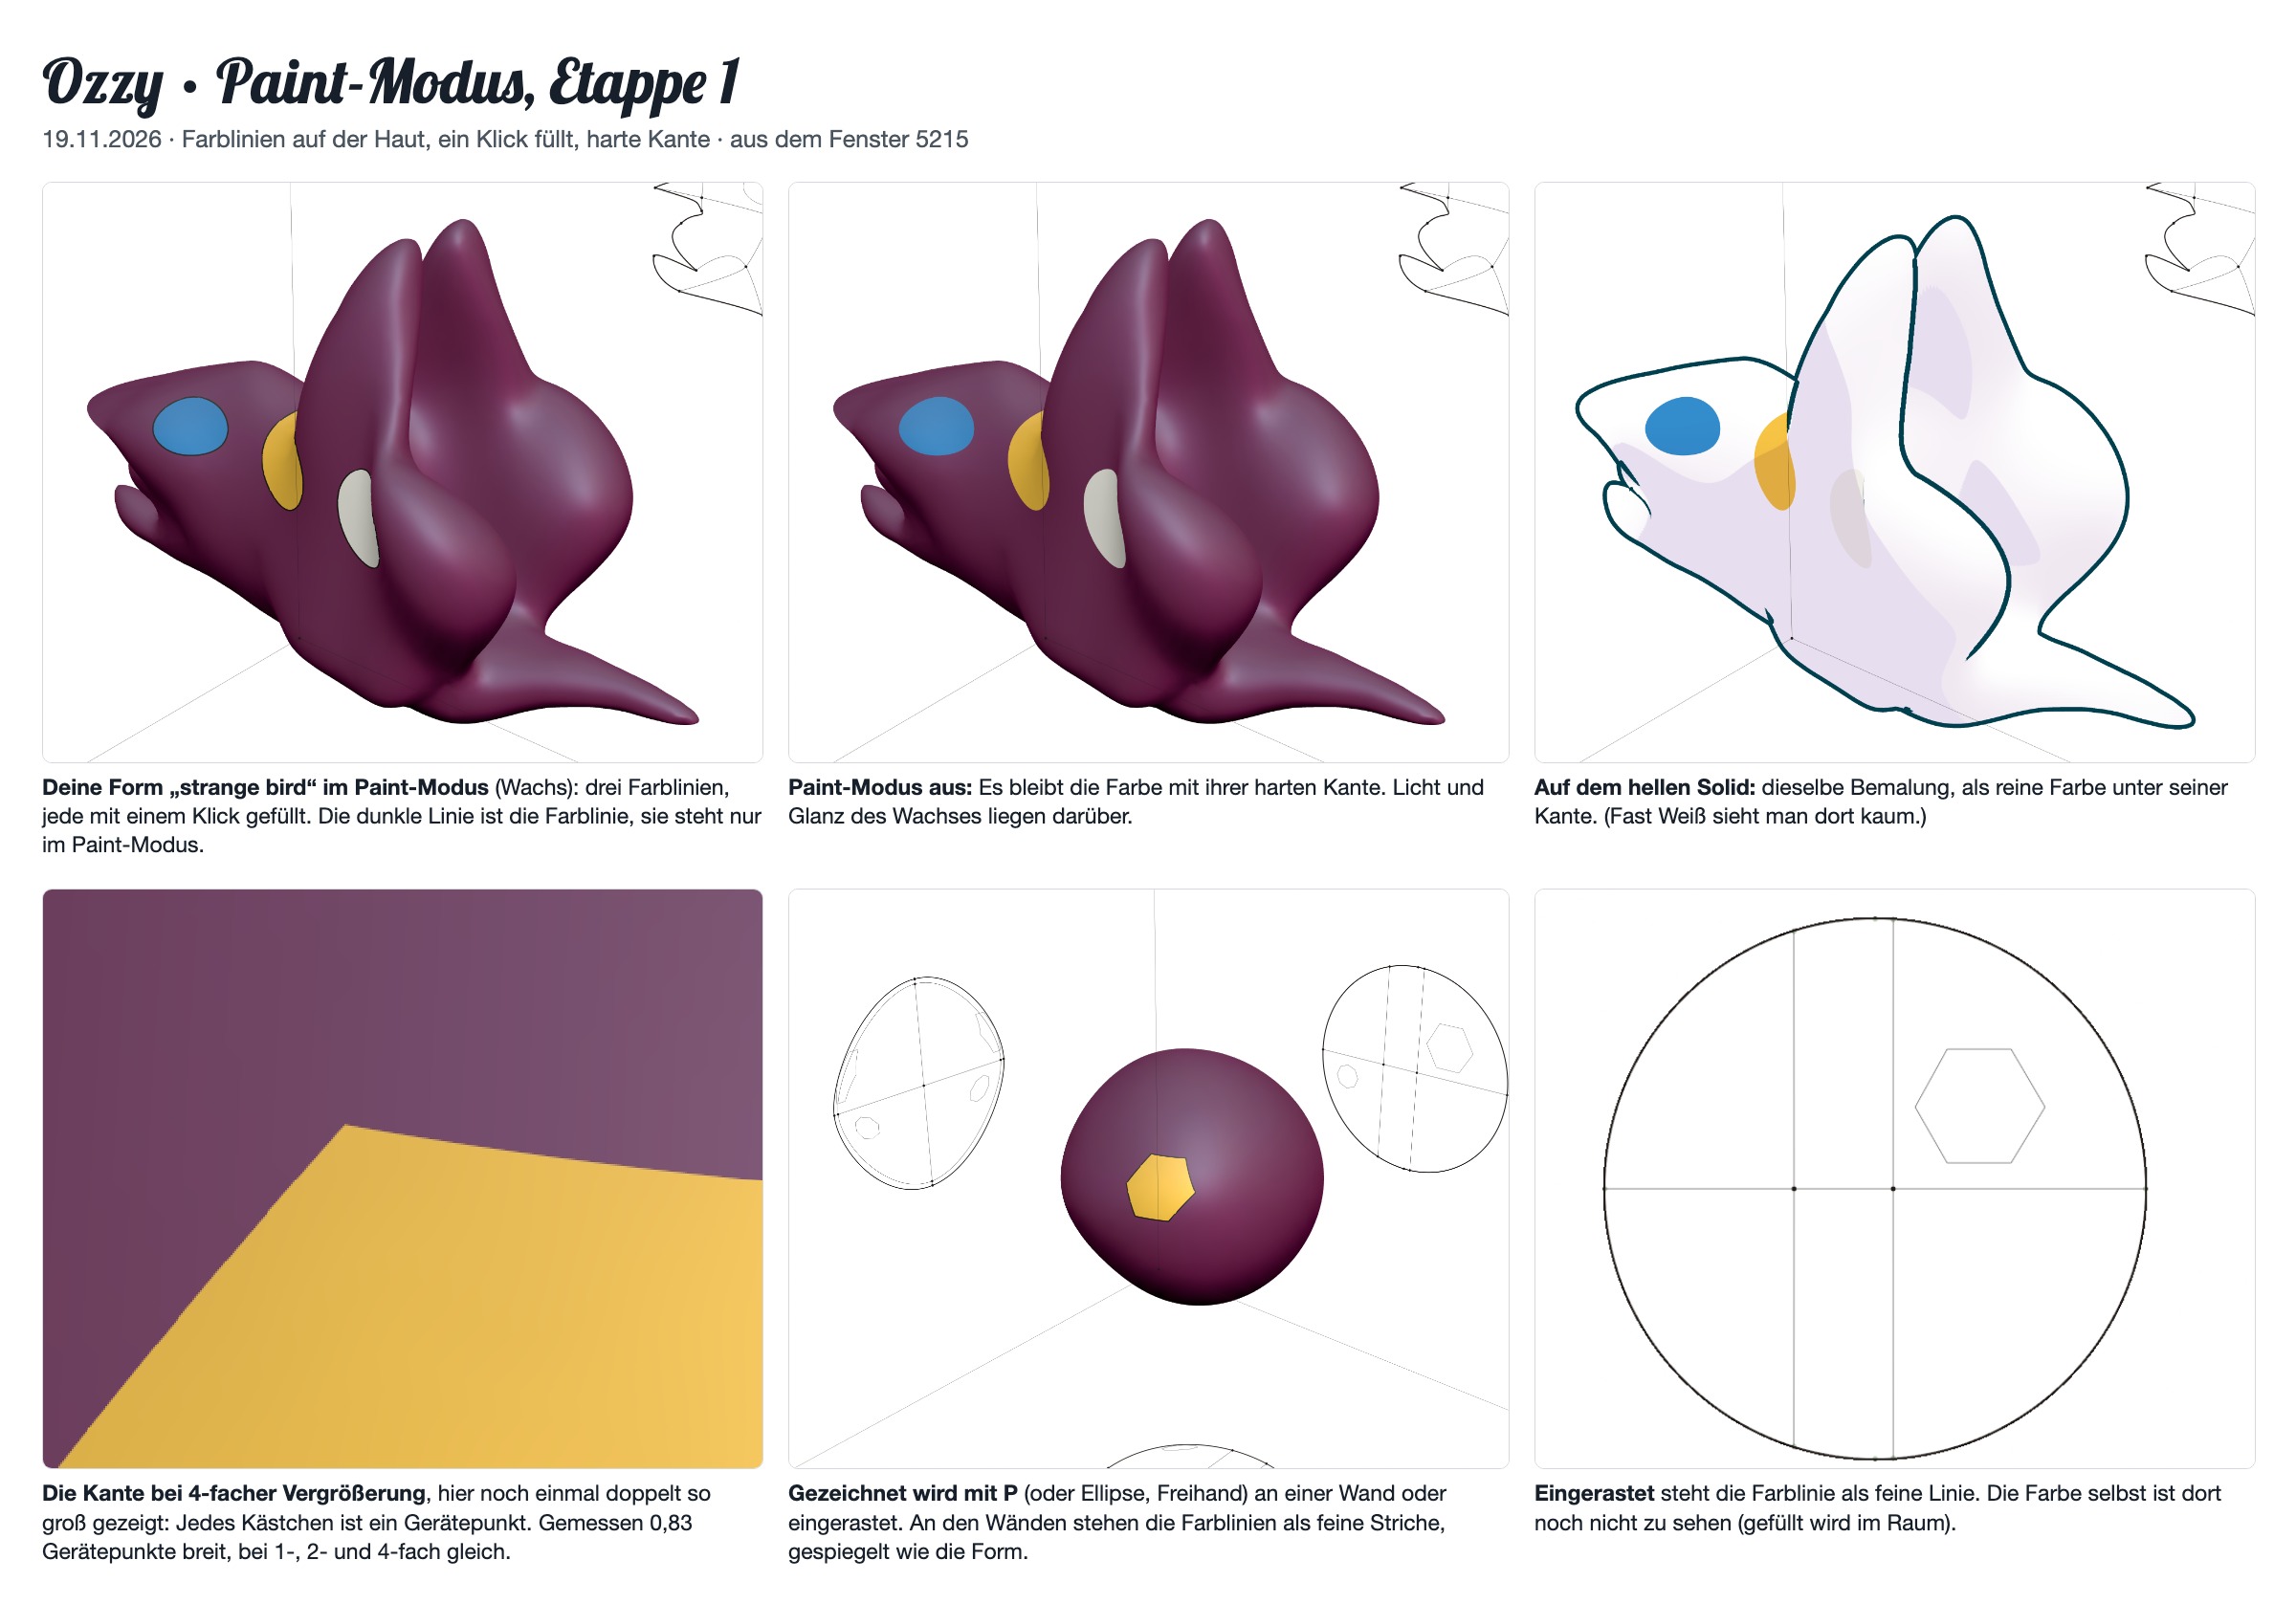 Ozzy · Paint-Modus, Etappe 1
19.11.2026 · Farblinien auf der Haut, ein Klick füllt, harte Kante · aus dem Fenster 5215
Deine Form „strange bird“ im Paint-Modus (Wachs): drei Farblinien,
jede mit einem Klick gefüllt. Die dunkle Linie ist die Farblinie, sie steht nur
im Paint-Modus.
Paint-Modus aus: Es bleibt die Farbe mit ihrer harten Kante. Licht und
Glanz des Wachses liegen darüber.
Auf dem hellen Solid: dieselbe Bemalung, als reine Farbe unter seiner
Kante. (Fast Weiß sieht man dort kaum.)
Die Kante bei 4-facher Vergrößerung, hier noch einmal doppelt so
groß gezeigt: Jedes Kästchen ist ein Gerätepunkt. Gemessen 0,83
Gerätepunkte breit, bei 1-, 2- und 4-fach gleich.
Gezeichnet wird mit P (oder Ellipse, Freihand) an einer Wand oder
eingerastet. An den Wänden stehen die Farblinien als feine Striche,
gespiegelt wie die Form.
Eingerastet steht die Farblinie als feine Linie. Die Farbe selbst ist dort
noch nicht zu sehen (gefüllt wird im Raum).